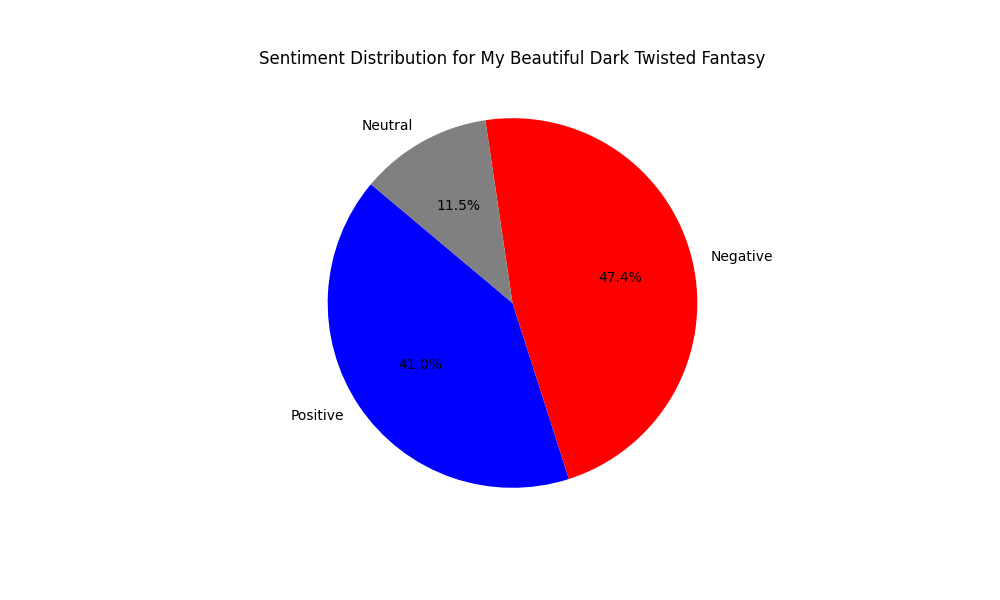 Sentiment Distribution for My Beautiful Dark Twisted Fantasy
Neutral
11.5%
Negative
47.4%
41.0%
Positive